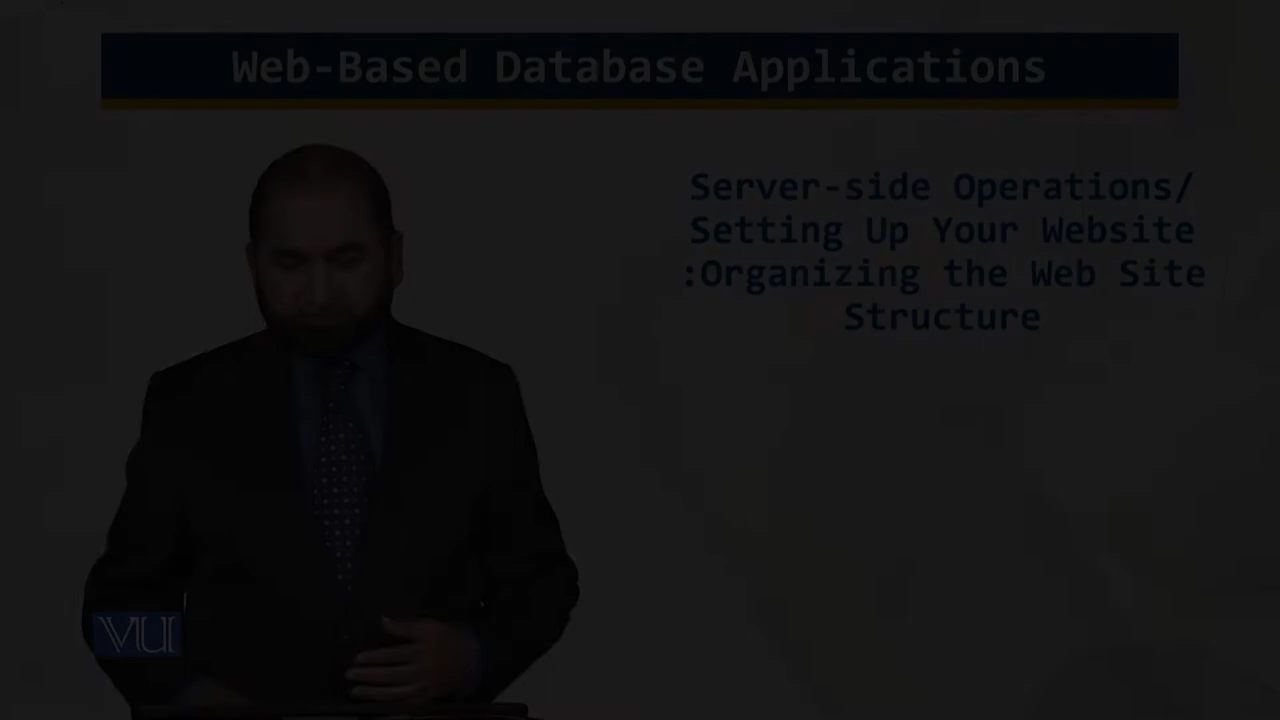 Web-Based Database Applications
Server-side Operations/
Setting Up Your Website
:Organizing the Web Site
Structure
VU